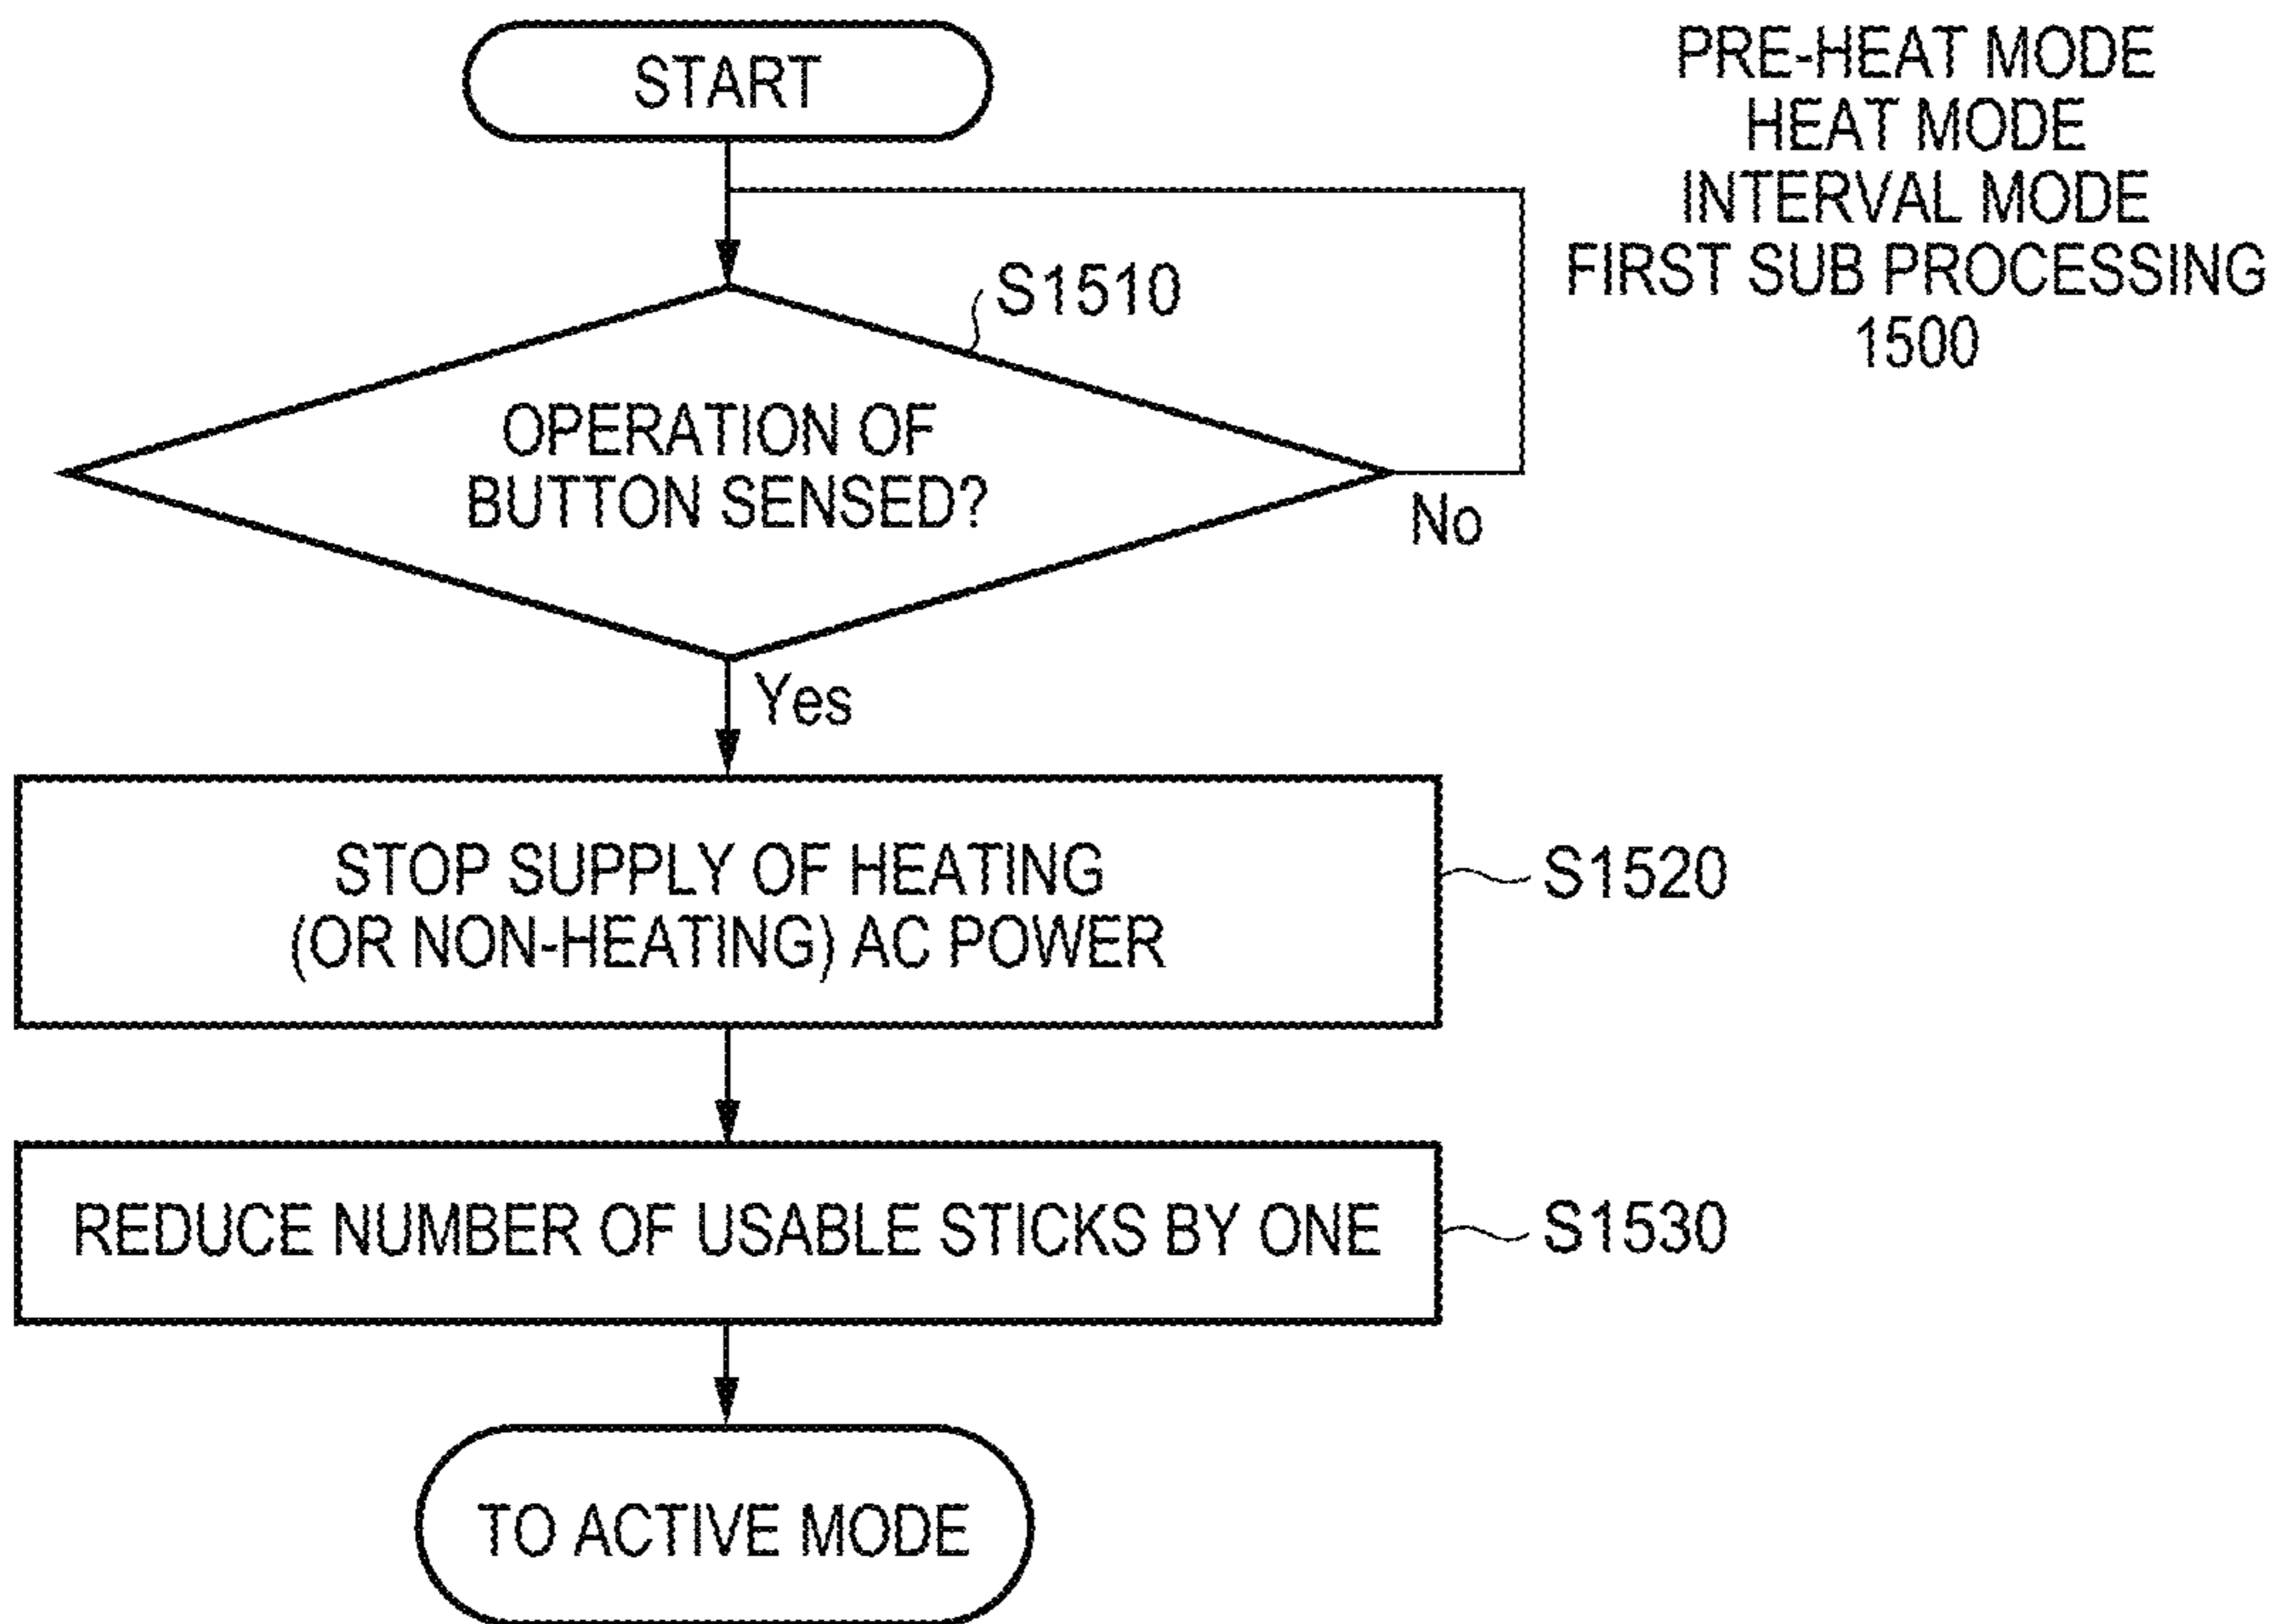 START
PRE-HEAT MODE
HEAT MODE
INTERVAL MODE
FIRST SUB PROCESSING
1500
S1510
OPERATION OF
BUTTON SENSED?
No
Yes
STOP SUPPLY OF HEATING
(OR NON-HEATING) AC POWER
S1520
REDUCE NUMBER OF USABLE STICKS BY ONE
S1530
TO ACTIVE MODE